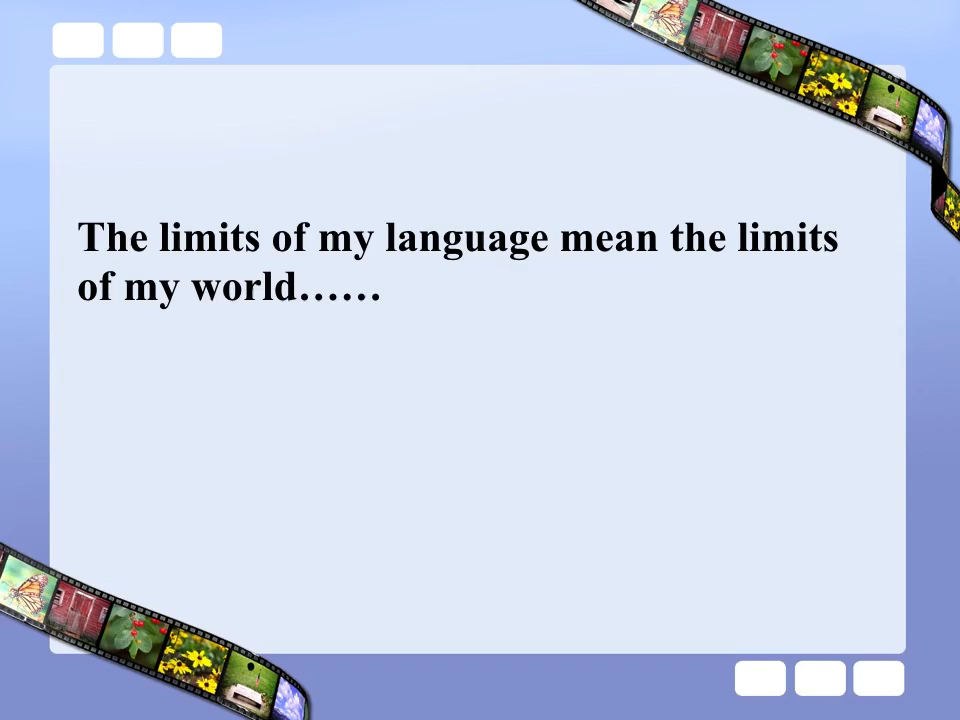 The limits of my language mean the limits
of my world……